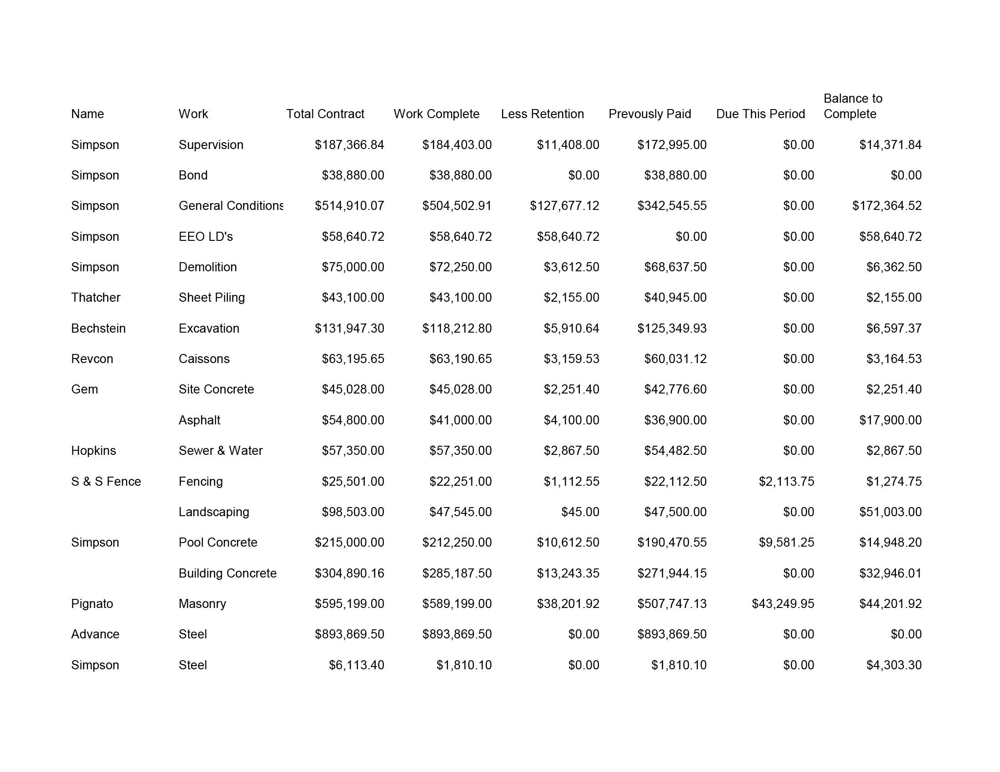 Name Work Total Contract Work Complete Less Retention Prevously Paid Due This Period Balance to
Complete
Simpson Supervision $187,366.84 $184,403.00 $11,408.00 $172,995.00 $0.00 $14,371.84
Simpson Bond $38,880.00 $38,880.00 $0.00 $38,880.00 $0.00 $0.00
Simpson General Conditions $514,910.07 $504,502.91 $127,677.12 $342,545.55 $0.00 $172,364.52
Simpson EEO LD's $58,640.72 $58,640.72 $58,640.72 $0.00 $0.00 $58,640.72
Simpson Demolition $75,000.00 $72,250.00 $3,612.50 $68,637.50 $0.00 $6,362.50
Thatcher Sheet Piling $43,100.00 $43,100.00 $2,155.00 $40,945.00 $0.00 $2,155.00
Bechstein Excavation $131,947.30 $118,212.80 $5,910.64 $125,349.93 $0.00 $6,597.37
Revcon Caissons $63,195.65 $63,190.65 $3,159.53 $60,031.12 $0.00 $3,164.53
Gem Site Concrete $45,028.00 $45,028.00 $2,251.40 $42,776.60 $0.00 $2,251.40
Asphalt $54,800.00 $41,000.00 $4,100.00 $36,900.00 $0.00 $17,900.00
Hopkins Sewer & Water $57,350.00 $57,350.00 $2,867.50 $54,482.50 $0.00 $2,867.50
S & S Fence Fencing $25,501.00 $22,251.00 $1,112.55 $22,112.50 $2,113.75 $1,274.75
Landscaping $98,503.00 $47,545.00 $45.00 $47,500.00 $0.00 $51,003.00
Simpson Pool Concrete $215,000.00 $212,250.00 $10,612.50 $190,470.55 $9,581.25 $14,948.20
Building Concrete $304,890.16 $285,187.50 $13,243.35 $271,944.15 $0.00 $32,946.01
Pignato Masonry $595,199.00 $589,199.00 $38,201.92 $507,747.13 $43,249.95 $44,201.92
Advance Steel $893,869.50 $893,869.50 $0.00 $893,869.50 $0.00 $0.00
Simpson Steel $6,113.40 $1,810.10 $0.00 $1,810.10 $0.00 $4,303.30